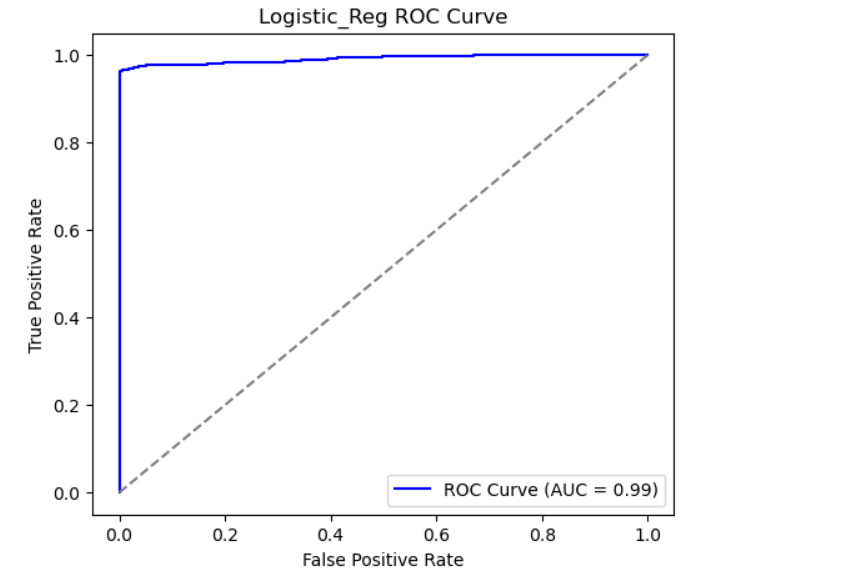 Logistic_Reg ROC Curve
True Positive Rate
1.0
0.8
0.6
0.4
0.2
0.0
ROC Curve (AUC = 0.99)
0.0 0.2 0.4 0.6 0.8 1.0
False Positive Rate